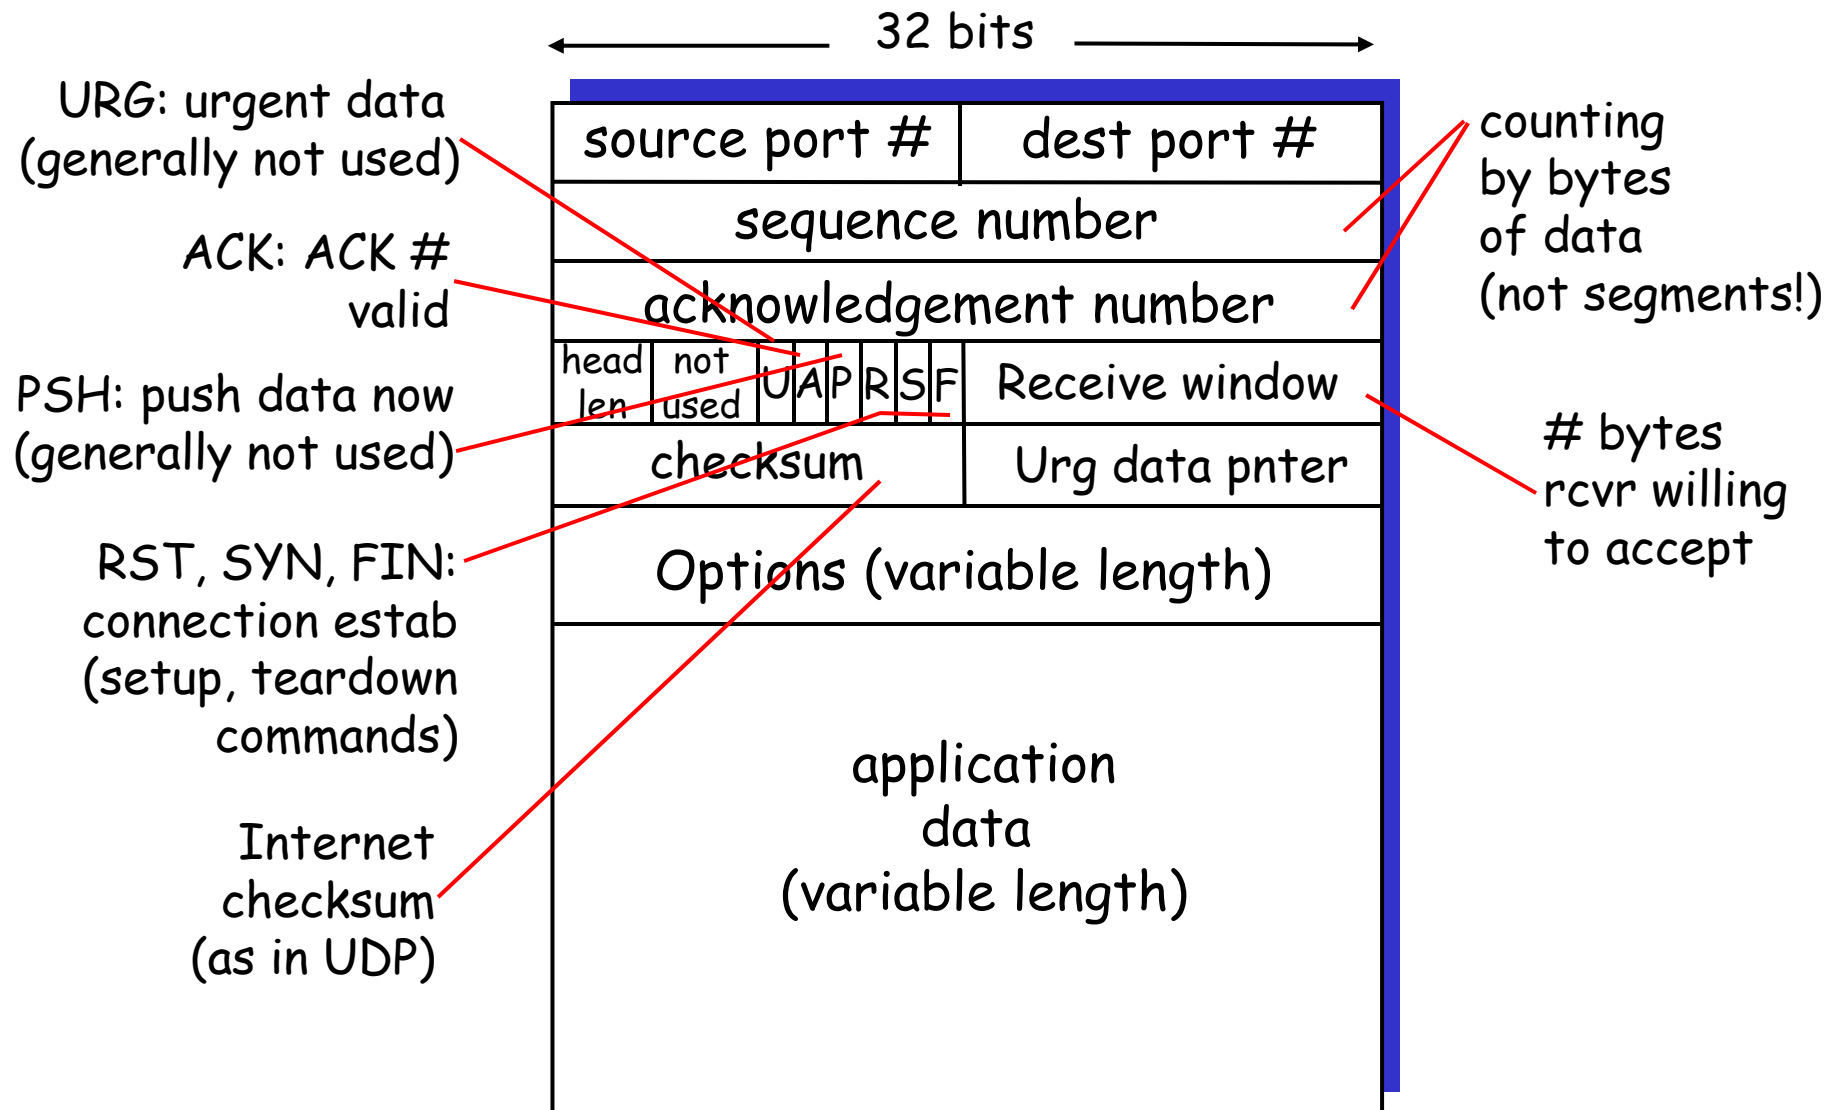 32 bits
URG: urgent data
(generally not used)
ACK: ACK #
valid
PSH: push data now
(generally not used)
RST, SYN, FIN:
connection estab
(setup, teardown
commands)
Internet
checksum
(as in UDP)
source port #
dest port #
sequence number
acknowledgement number
head
len
not
used
U
A
P
R
S
F
Receive window
checksum
Urg data pnter
Options (variable length)
application
data
(variable length)
counting
by bytes
of data
(not segments!)
# bytes
rcvr willing
to accept